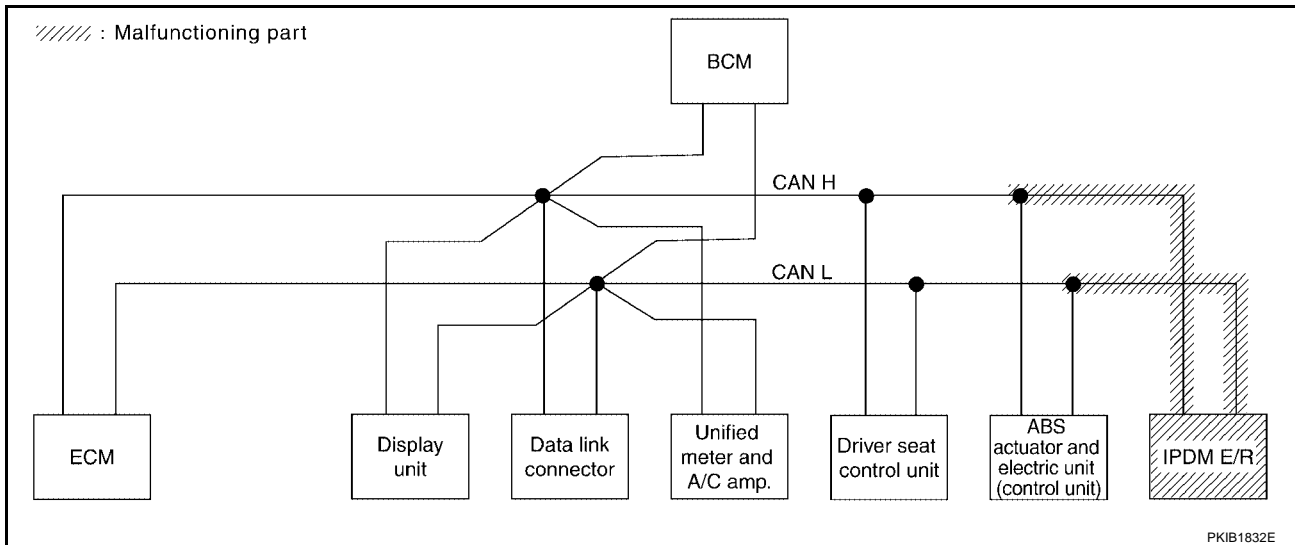 : Malfunctioning part
BCM
CAN H
CAN L
ECM
Display
unit
Data link
connector
Unified
meter and
A/C amp.
Driver seat
control unit
ABS
actuator and
electric unit
(control unit)
IPDM E/R
PKIB1832E